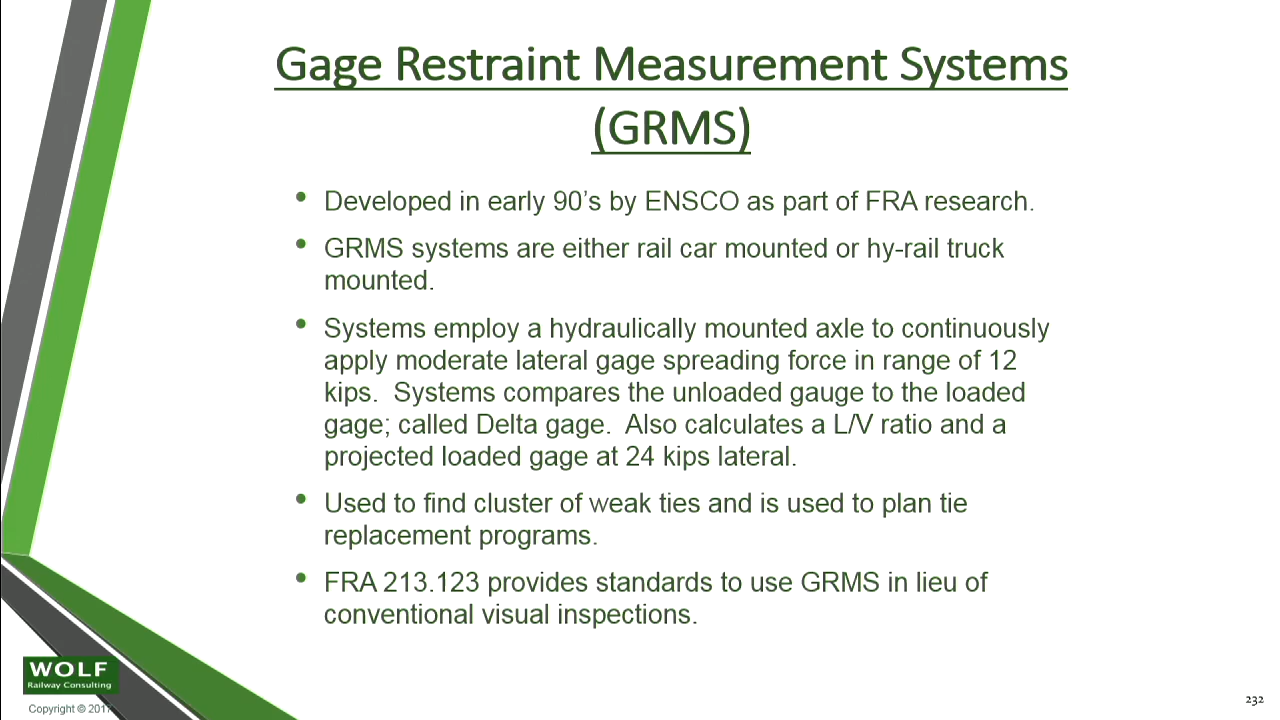 Gage Restraint Measurement Systems
(GRMS)
• Developed in early 90’s by ENSCO as part of FRA research.
• GRMS systems are either rail car mounted or hy-rail truck
mounted.
• Systems employ a hydraulically mounted axle to continuously
apply moderate lateral gage spreading force in range of 12
kips.  Systems compares the unloaded gauge to the loaded
gage; called Delta gage.  Also calculates a L/V ratio and a
projected loaded gage at 24 kips lateral.
• Used to find cluster of weak ties and is used to plan tie
replacement programs.
• FRA 213.123 provides standards to use GRMS in lieu of
conventional visual inspections.
WOLF
Railway Consulting
Copyright ©
232